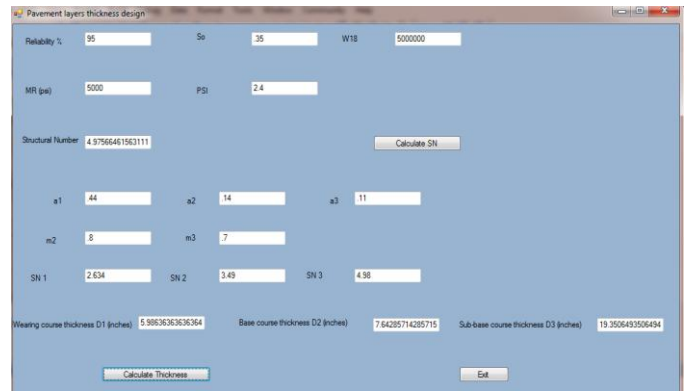 Pavement layers thickness design
Reliability % 95 So .35 W18 5000000
MR (psi) 5000 PSI 2.4
Structural Number 4.97566461563111 Calculate SN
a1 .44 a2 .14 a3 .11
m2 .8 m3 .7
SN 1 2.634 SN 2 3.49 SN 3 4.98
Wearing course thickness D1 (inches) 5.98636363636364 Base course thickness D2 (inches) 7.64285714285715 Sub-base course thickness D3 (inches) 19.3506493506494
Calculate Thickness Exit